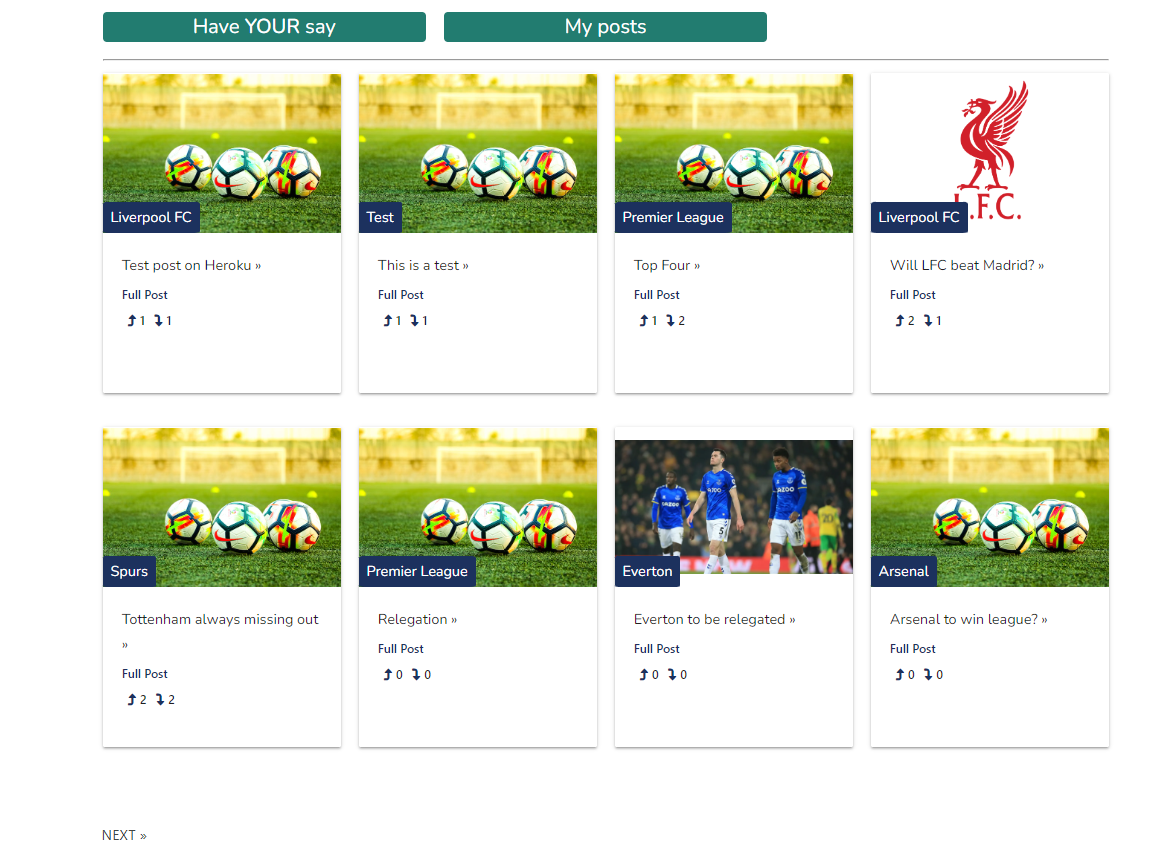 Have YOUR say
My posts
Liverpool FC
Test
Premier League
L.F.C.
Liverpool FC
Test post on Heroku »
This is a test »
Top Four »
Will LFC beat Madrid? »
Full Post
Full Post
Full Post
Full Post
1 1
1 1
1 2
2 1
CAZOO
CAZOO
CAZOO
5
Spurs
Premier League
Everton
Arsenal
Tottenham always missing out
»
Relegation »
Everton to be relegated »
Arsenal to win league? »
Full Post
Full Post
Full Post
Full Post
2 2
0 0
0 0
0 0
NEXT »